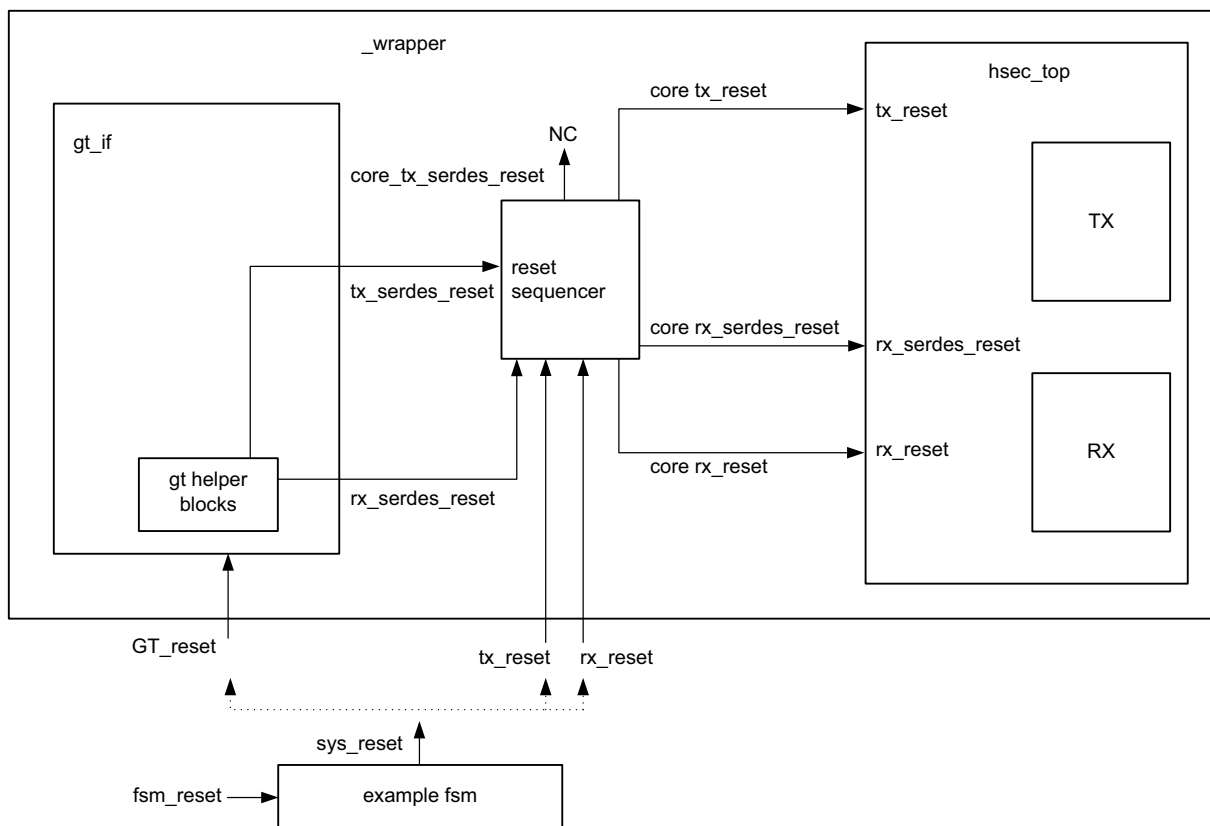 _wrapper
hsec_top
core tx_reset
tx_reset
gt_if
NC
core_tx_serdes_reset
TX
reset
sequencer
tx_serdes_reset
core rx_serdes_reset
rx_serdes_reset
rx_reset
RX
core rx_reset
gt helper
blocks
rx_serdes_reset
GT_reset
tx_reset
rx_reset
sys_reset
fsm_reset
example fsm